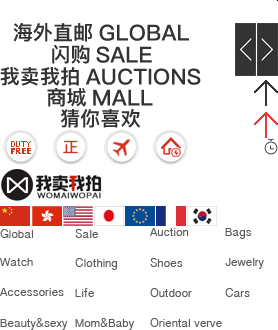 海外直邮 GLOBAL
闪购 SALE
我卖我拍 AUCTIONS
商城 MALL
猜你喜欢
DUTY FREE
正
我卖我拍
WOMAIWOPAI
Global Sale Auction Bags
Watch Clothing Shoes Jewelry
Accessories Life Outdoor Cars
Beauty&sexy Mom&Baby Oriental verve